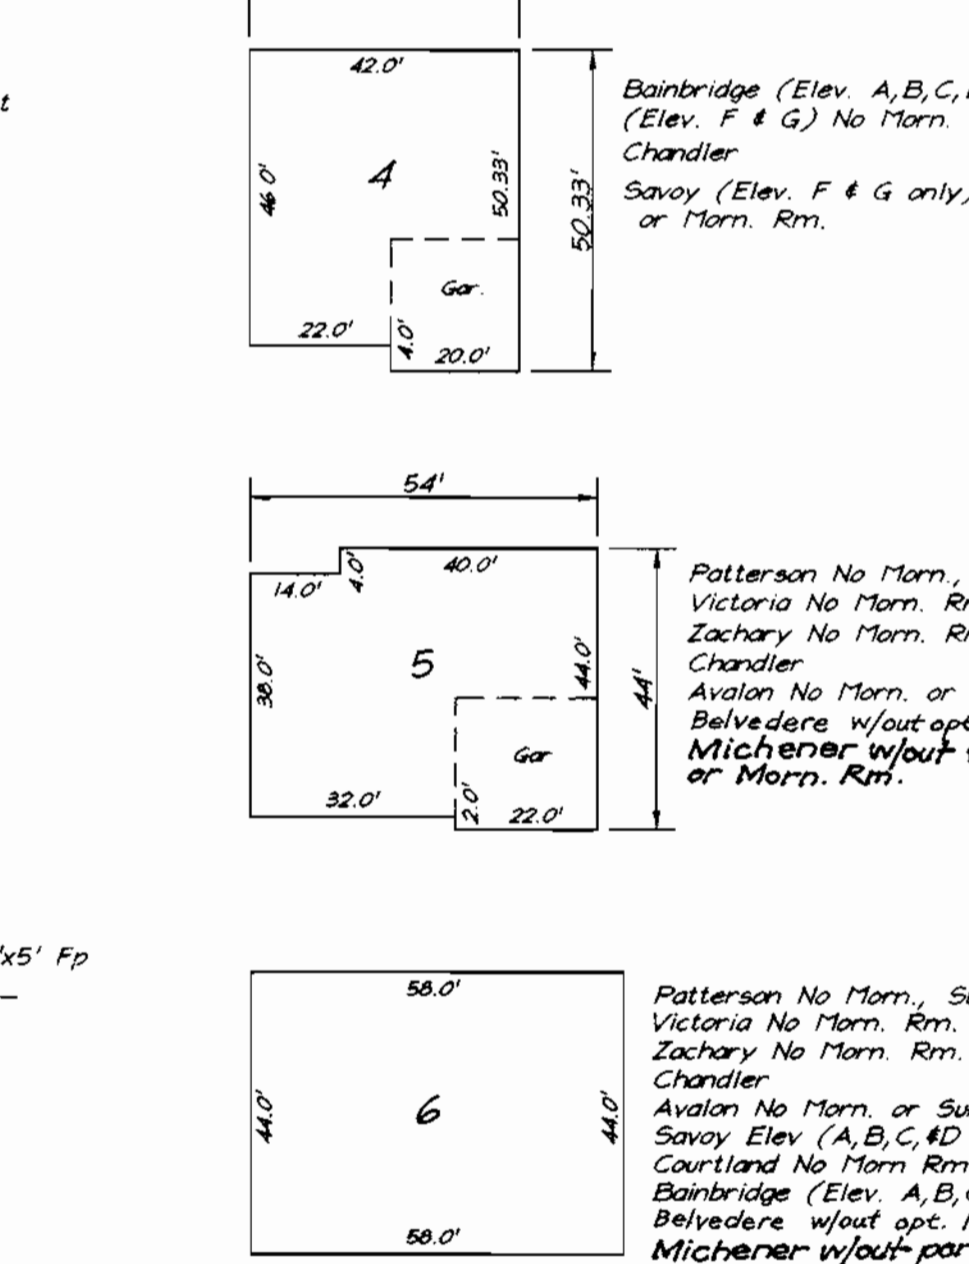 t
42.0'
46.0'
4
50.33'
50.33'
Gar.
22.0'
4.0'
20.0'
Bainbridge (Elev. A,B,C,
(Elev. F & G) No Morn.
Chandler
Savoy (Elev. F & G only,
or Morn. Rm.
54'
14.0'
4.0'
40.0'
38.0'
5
44.0'
44'
Gar
32.0'
2.0'
22.0'
Patterson No Morn.,
Victoria No Morn. Rm
Zachary No Morn. Rm
Chandler
Avalon No Morn. or
Belvedere w/out opt
Michener w/out
or Morn. Rm.
'x5' Fp
58.0'
44.0'
6
44.0'
58.0'
Patterson No Morn.,
Victoria No Morn. Rm.
Zachary No Morn. Rm.
Chandler
Avalon No Morn. or Su
Savoy Elev (A,B,C,&D
Courtland No Morn Rm
Bainbridge (Elev. A,B,
Belvedere w/out opt.
Michener w/out par